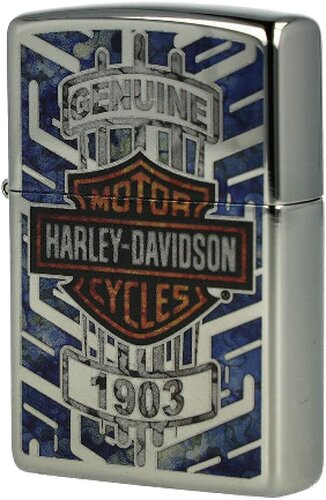 GENUINE
MOTOR
HARLEY-DAVIDSON
®
CYCLES
1903